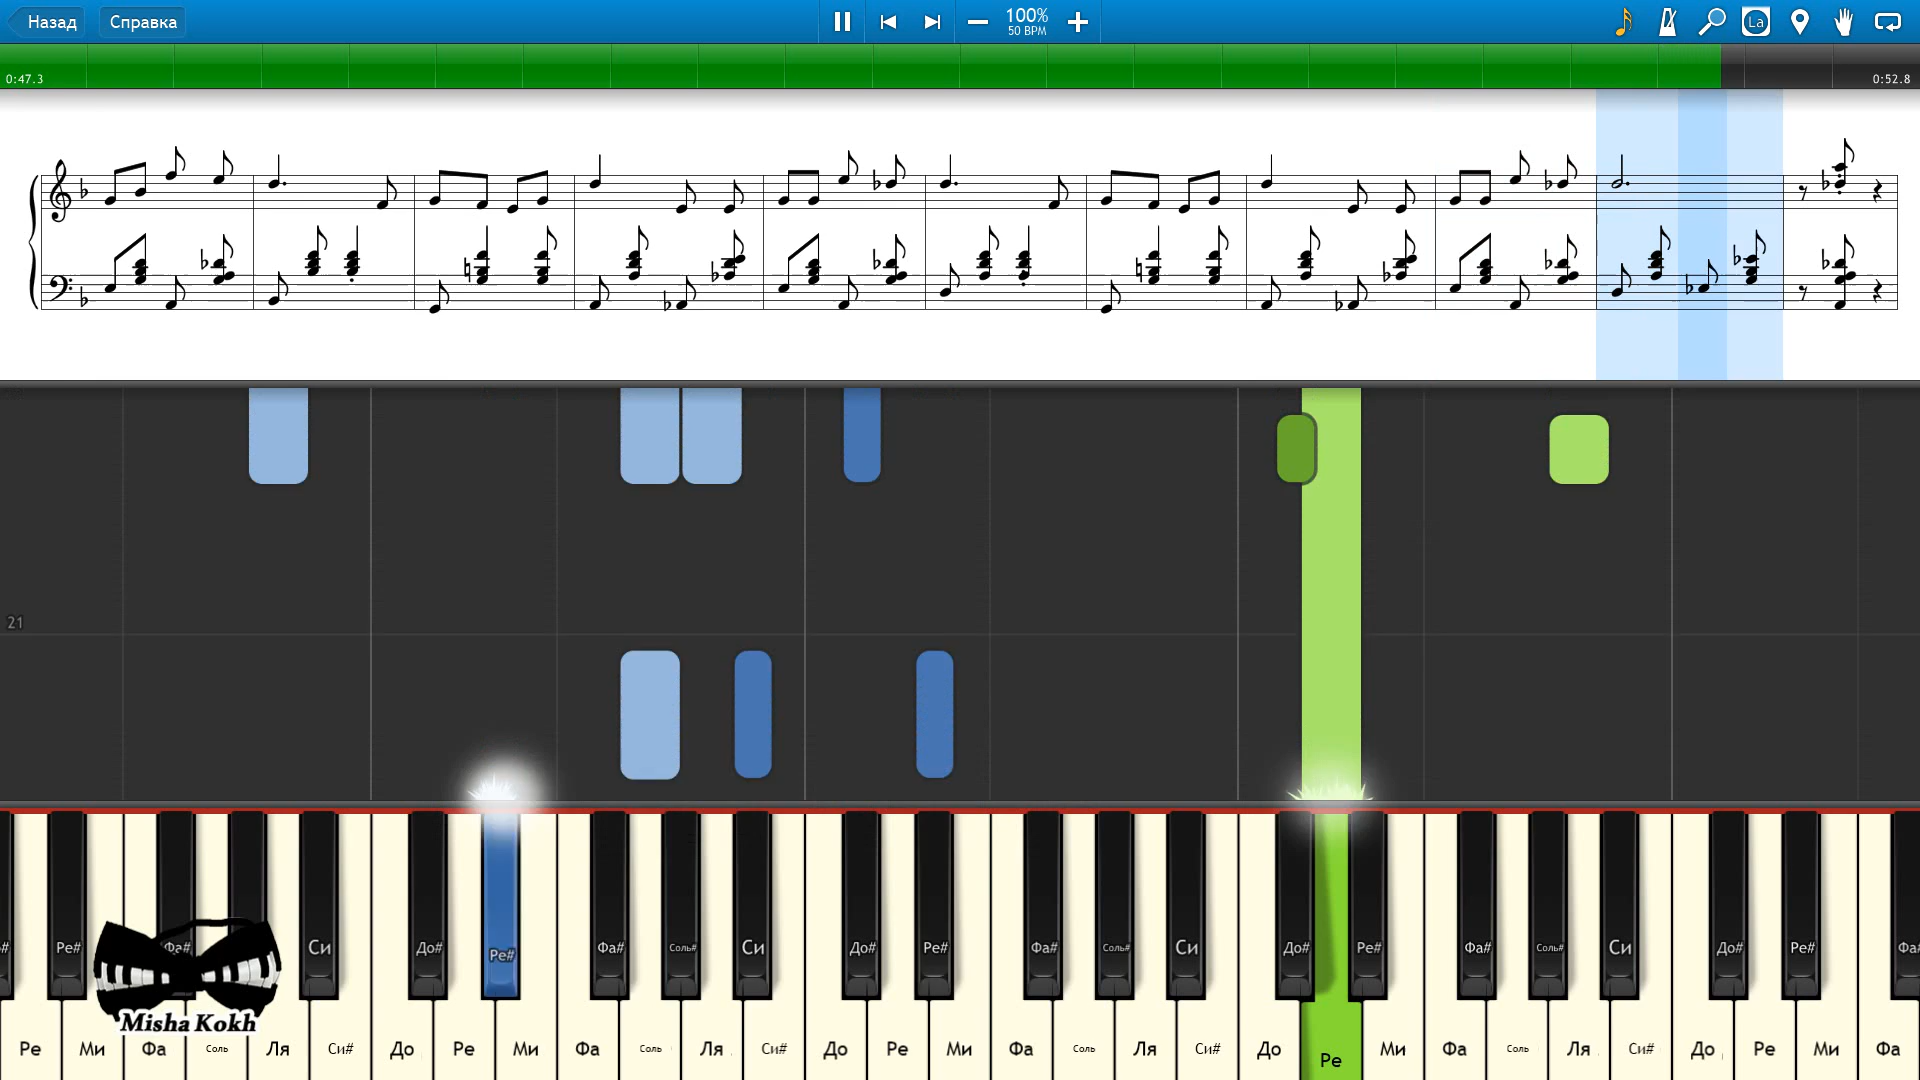 Назад Справка 100% La
50 BPM
0:47.3 0:52.8
21
Ре# Фа# Си До# Ре# Фа# Соль# Си До# Ре# Фа# Соль# Си До# Ре# Фа# Соль# Си До# Ре# Фа#
Misha Kokh
Ре Ми Фа Соль Ля Си# До Ре Ми Фа Соль Ля Си# До Ре Ми Фа Соль Ля Си# До Ре Ми Фа Соль Ля Си# До Ре Ми Фа